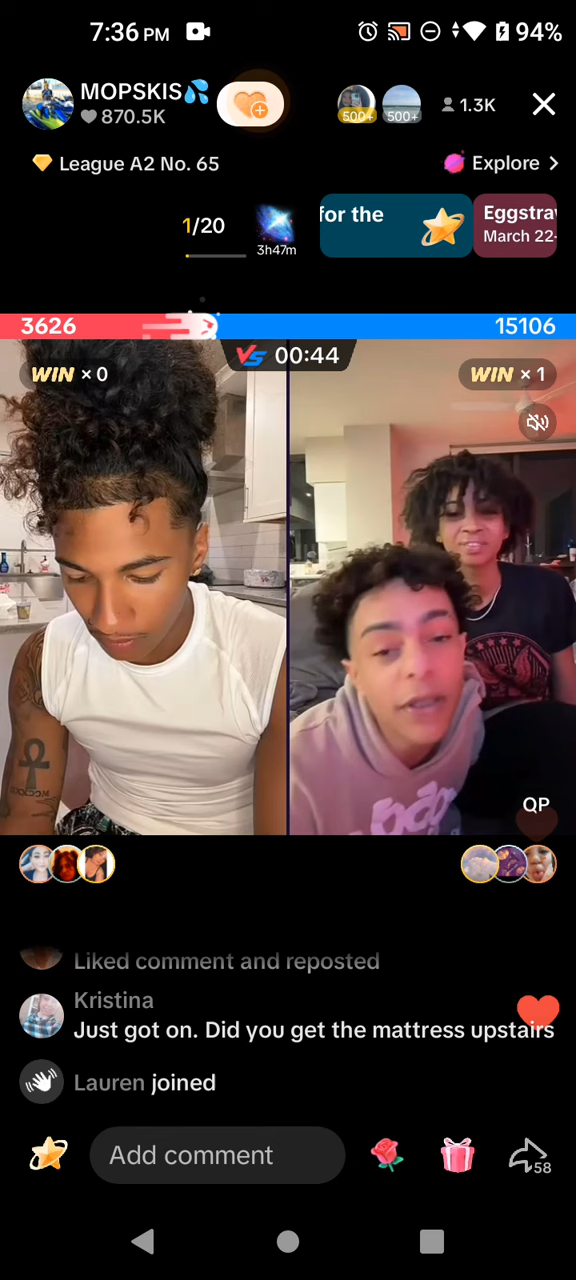 7:36 PM
94%
MOPSKIS💦
870.5K
500+
500+
1.3K
League A2 No. 65
Explore >
1/20
3h47m
for the
Eggstra
March 22-
3626
15106
VS 00:44
WIN × 0
WIN × 1
QP
Liked comment and reposted
Kristina
Just got on. Did you get the mattress upstairs
Lauren joined
Add comment
58